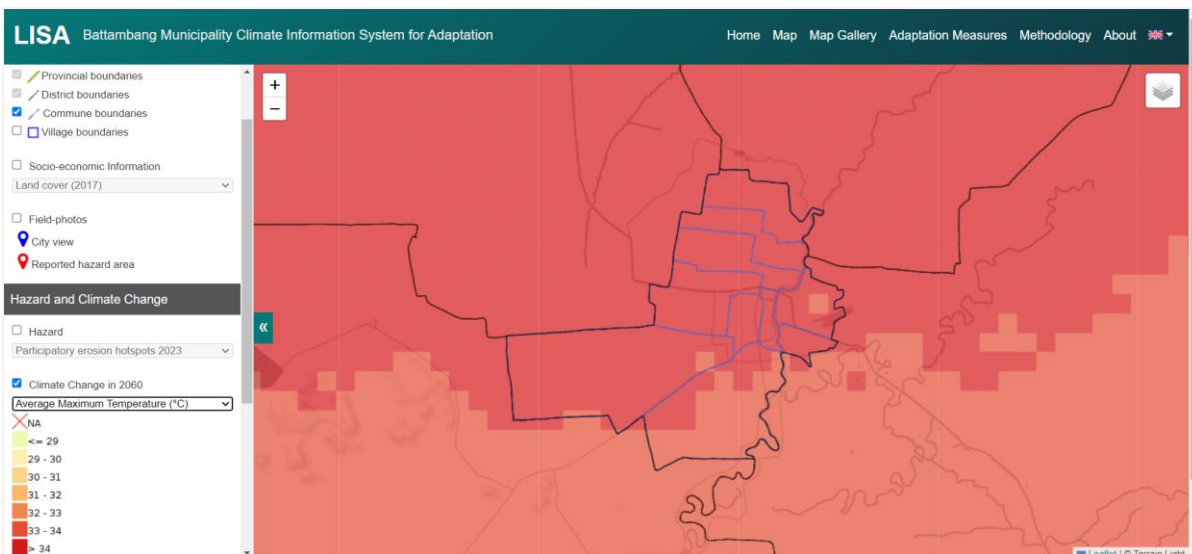 LISA Battambang Municipality Climate Information System for Adaptation
Home Map Map Gallery Adaptation Measures Methodology About
Provincial boundaries
District boundaries
Commune boundaries
Village boundaries
Socio-economic Information
Land cover (2017)
Field-photos
City view
Reported hazard area
Hazard and Climate Change
Hazard
Participatory erosion hotspots 2023
Climate Change in 2060
Average Maximum Temperature (°C)
NA
<= 29
29 - 30
30 - 31
31 - 32
32 - 33
33 - 34
> 34
+
−
«
Leaflet | © Terrain Light